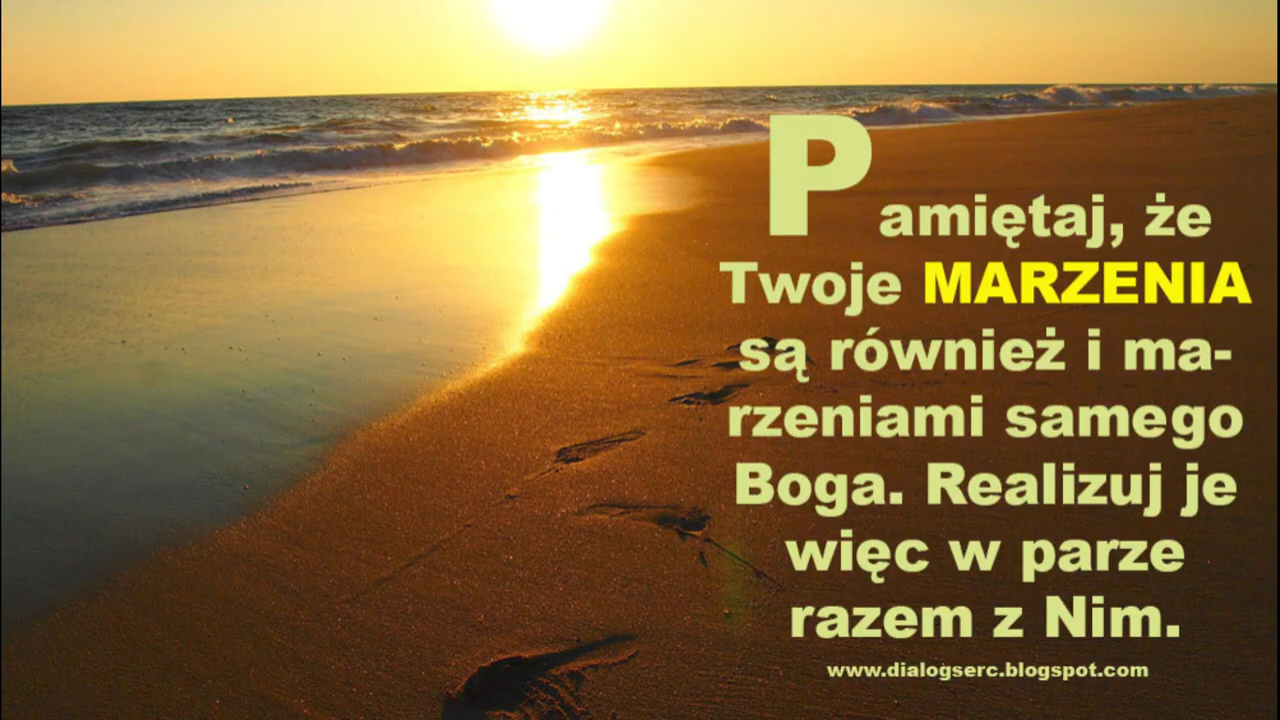 Pamiętaj, że
Twoje MARZENIA
są również i ma-
rzeniami samego
Boga. Realizuj je
więc w parze
razem z Nim.
www.dialogserc.blogspot.com